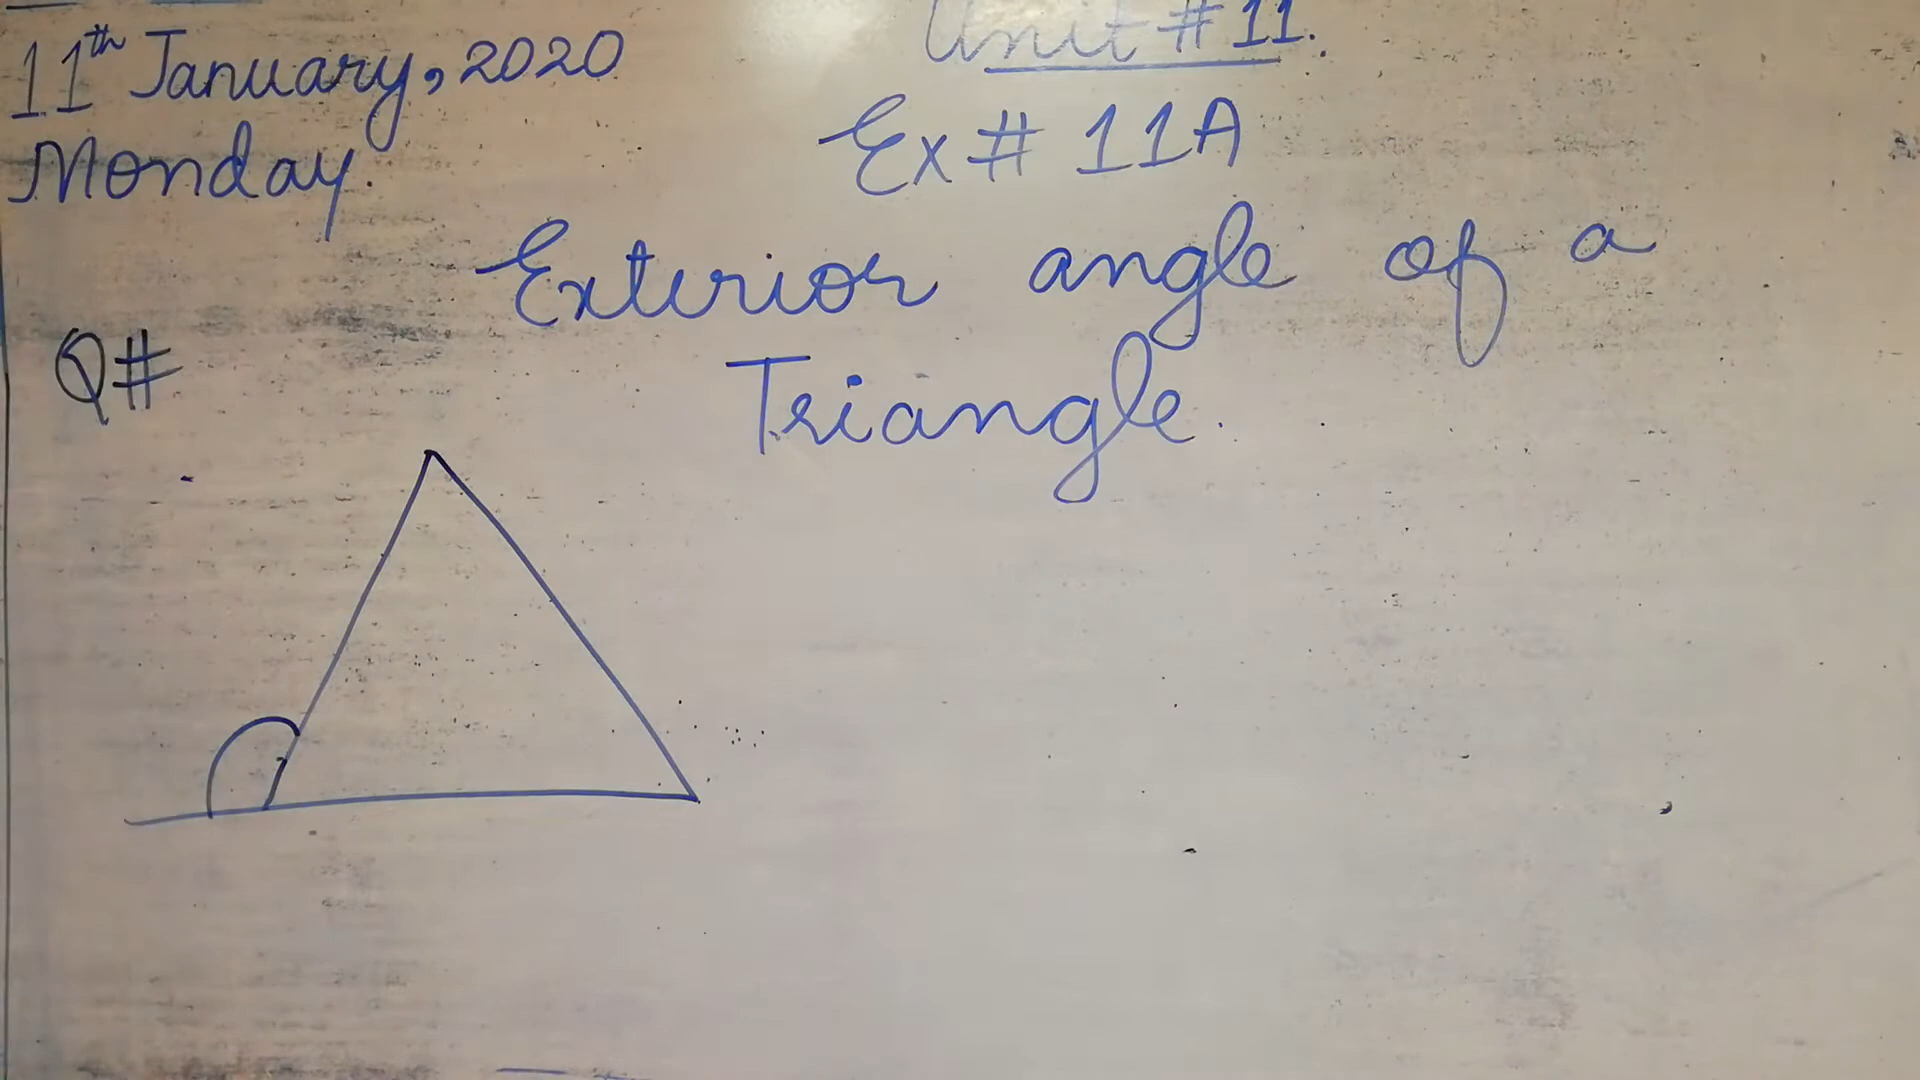 11th January, 2020
Monday.
Unit # 11.
Ex # 11A
Exterior angle of a
Triangle.
Q#